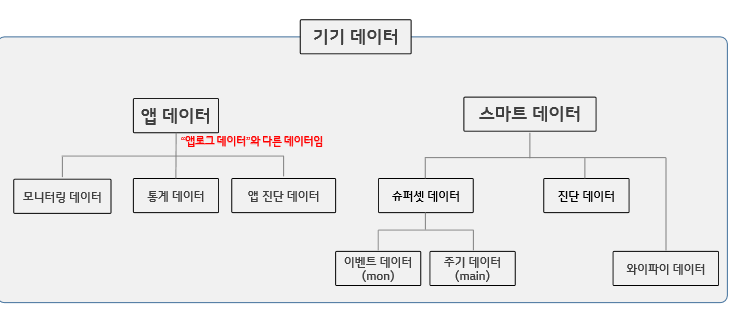 기기 데이터
앱 데이터
스마트 데이터
“앱로그 데이터”와 다른 데이터임
모니터링 데이터
통계 데이터
앱 진단 데이터
슈퍼셋 데이터
진단 데이터
이벤트 데이터
(mon)
주기 데이터
(main)
와이파이 데이터